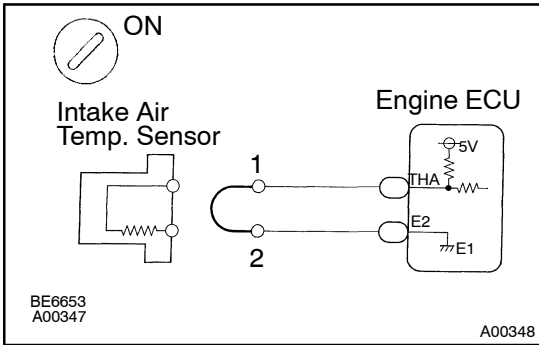 ON
Intake Air
Temp. Sensor
Engine ECU
5V
1
THA
E2
2
E1
BE6653
A00347
A00348